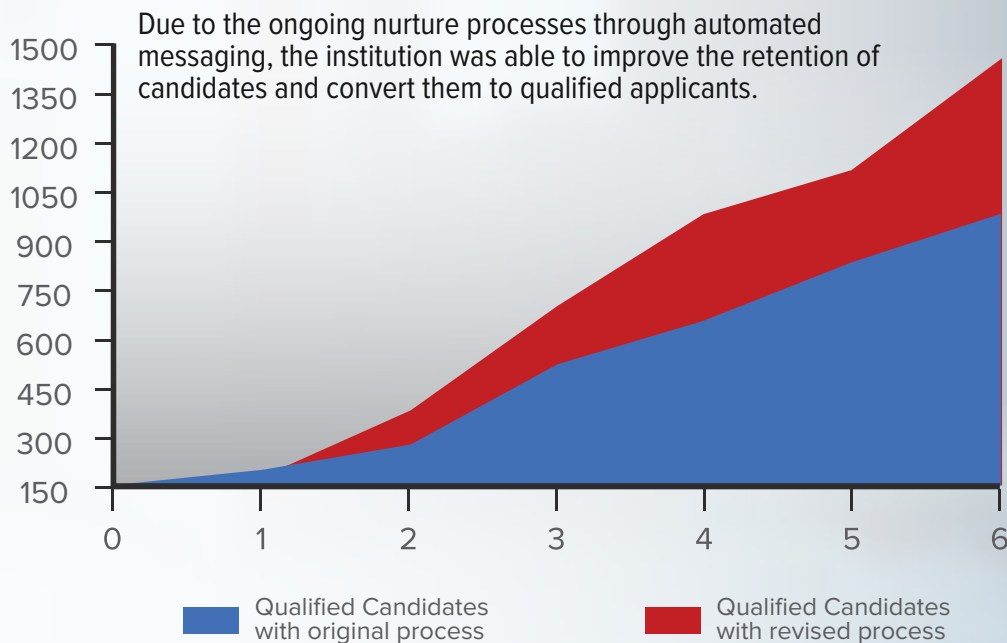 Due to the ongoing nurture processes through automated
messaging, the institution was able to improve the retention of
candidates and convert them to qualified applicants.
1500
1350
1200
1050
900
750
600
450
300
150
0 1 2 3 4 5 6
Qualified Candidates
with original process
Qualified Candidates
with revised process